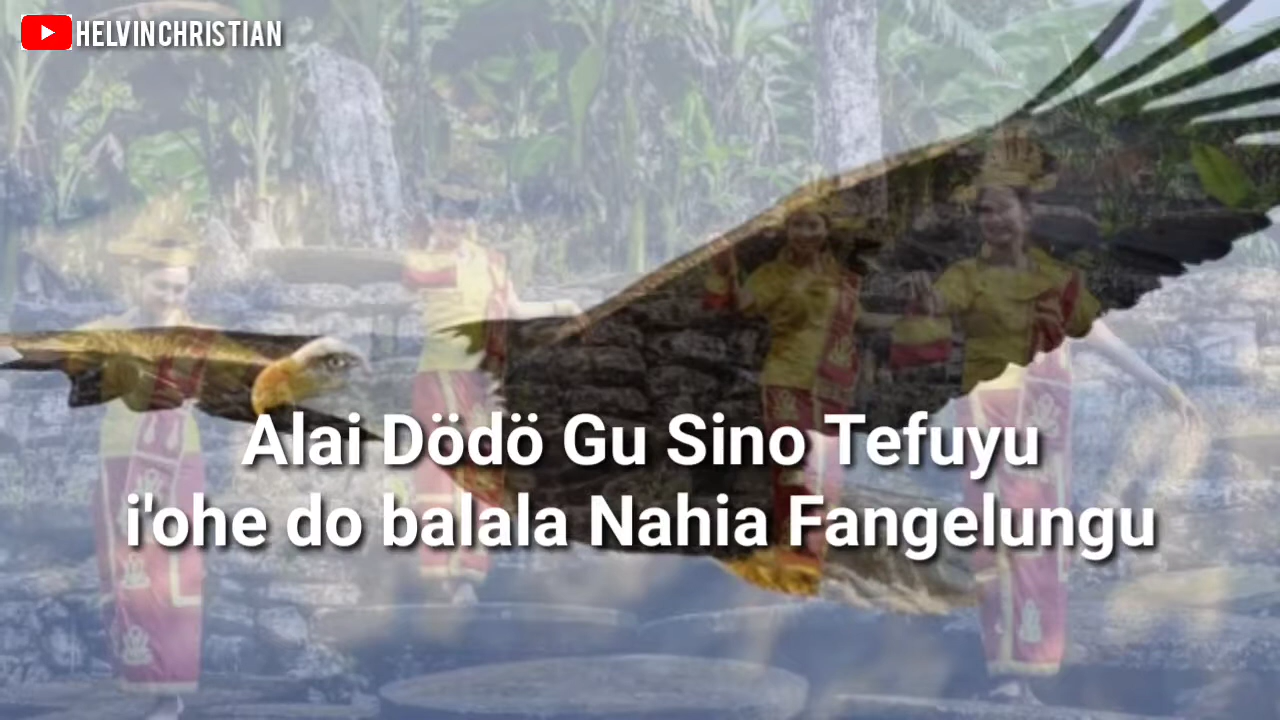 HELVINCHRISTIAN
Alai Dödö Gu Sino Tefuyu
i'ohe do balala Nahia Fangelungu